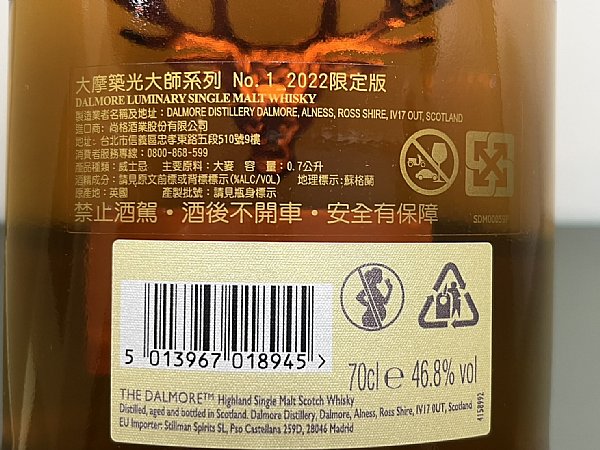 大摩築光大師系列 No.1 2022限定版
DALMORE LUMINARY SINGLE MALT WHISKY
製造業者名稱及地址：DALMORE DISTILLERY DALMORE, ALNESS, ROSS SHIRE, IV17 OUT, SCOTLAND
進口商：尚格酒業股份有限公司
地址：台北市信義區忠孝東路五段510號9樓
消費者服務專線：0800-868-599
產品種類：威士忌 主要原料：大麥 容量：0.7公升
酒精成分：請見原文前標或背標標示(%ALC/VOL) 地理標示：蘇格蘭
原產地：英國 產製批號：請見瓶身標示
禁止酒駕・酒後不開車・安全有保障
SDM00059P
5 013967 018945 >
70cl e 46.8% vol
THE DALMORE™ Highland Single Malt Scotch Whisky
Distilled, aged and bottled in Scotland. Dalmore Distillery, Dalmore, Alness, Ross Shire, IV17 0UT, Scotland
EU Importer: Stillman Spirits SL, Pso Castellana 259D, 28046 Madrid
4158992